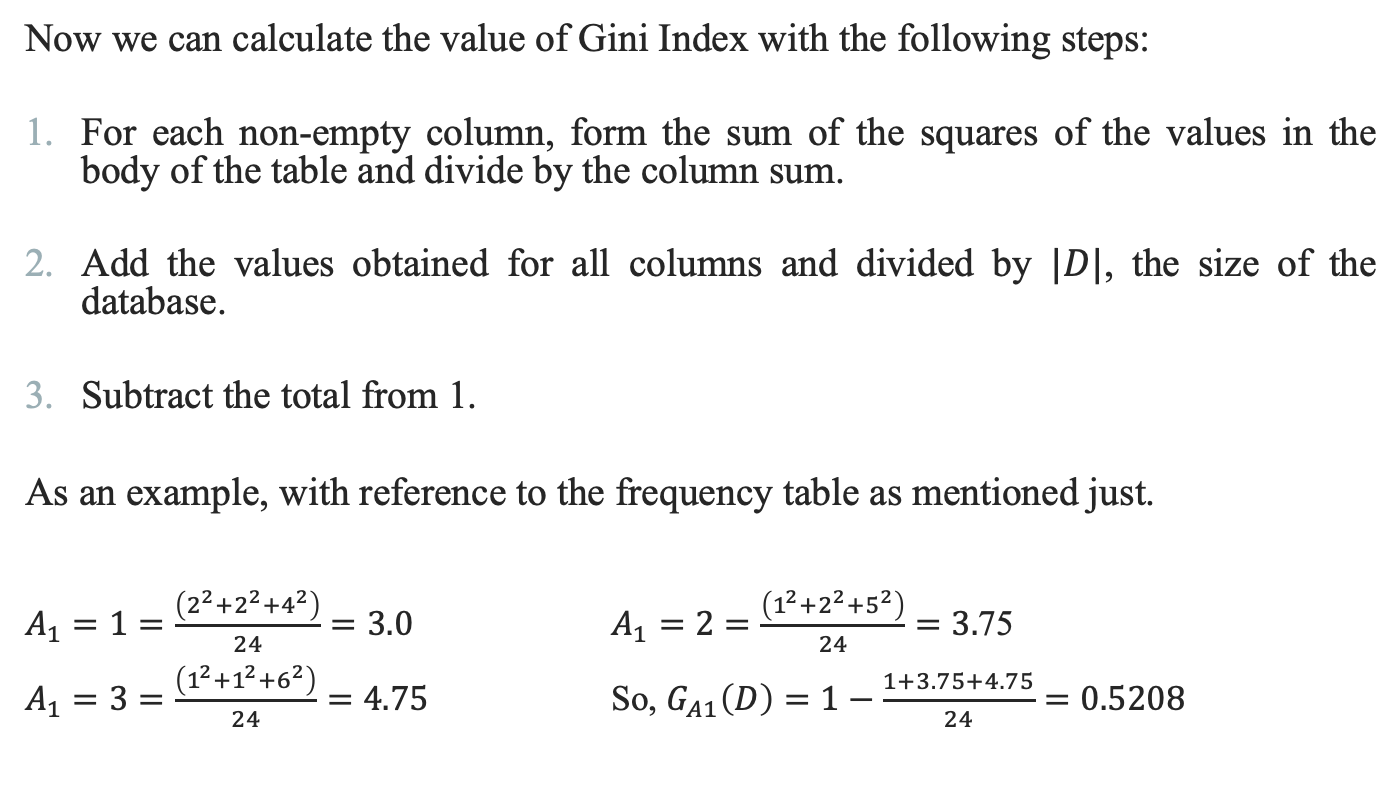 Now we can calculate the value of Gini Index with the following steps:
1. For each non-empty column, form the sum of the squares of the values in the
body of the table and divide by the column sum.
2. Add the values obtained for all columns and divided by |D|, the size of the
database.
3. Subtract the total from 1.
As an example, with reference to the frequency table as mentioned just.
A₁ = 1 = (2²+2²+4²)/24 = 3.0    A₁ = 2 = (1²+2²+5²)/24 = 3.75
A₁ = 3 = (1²+1²+6²)/24 = 4.75    So, G_A1(D) = 1 − (1+3.75+4.75)/24 = 0.5208